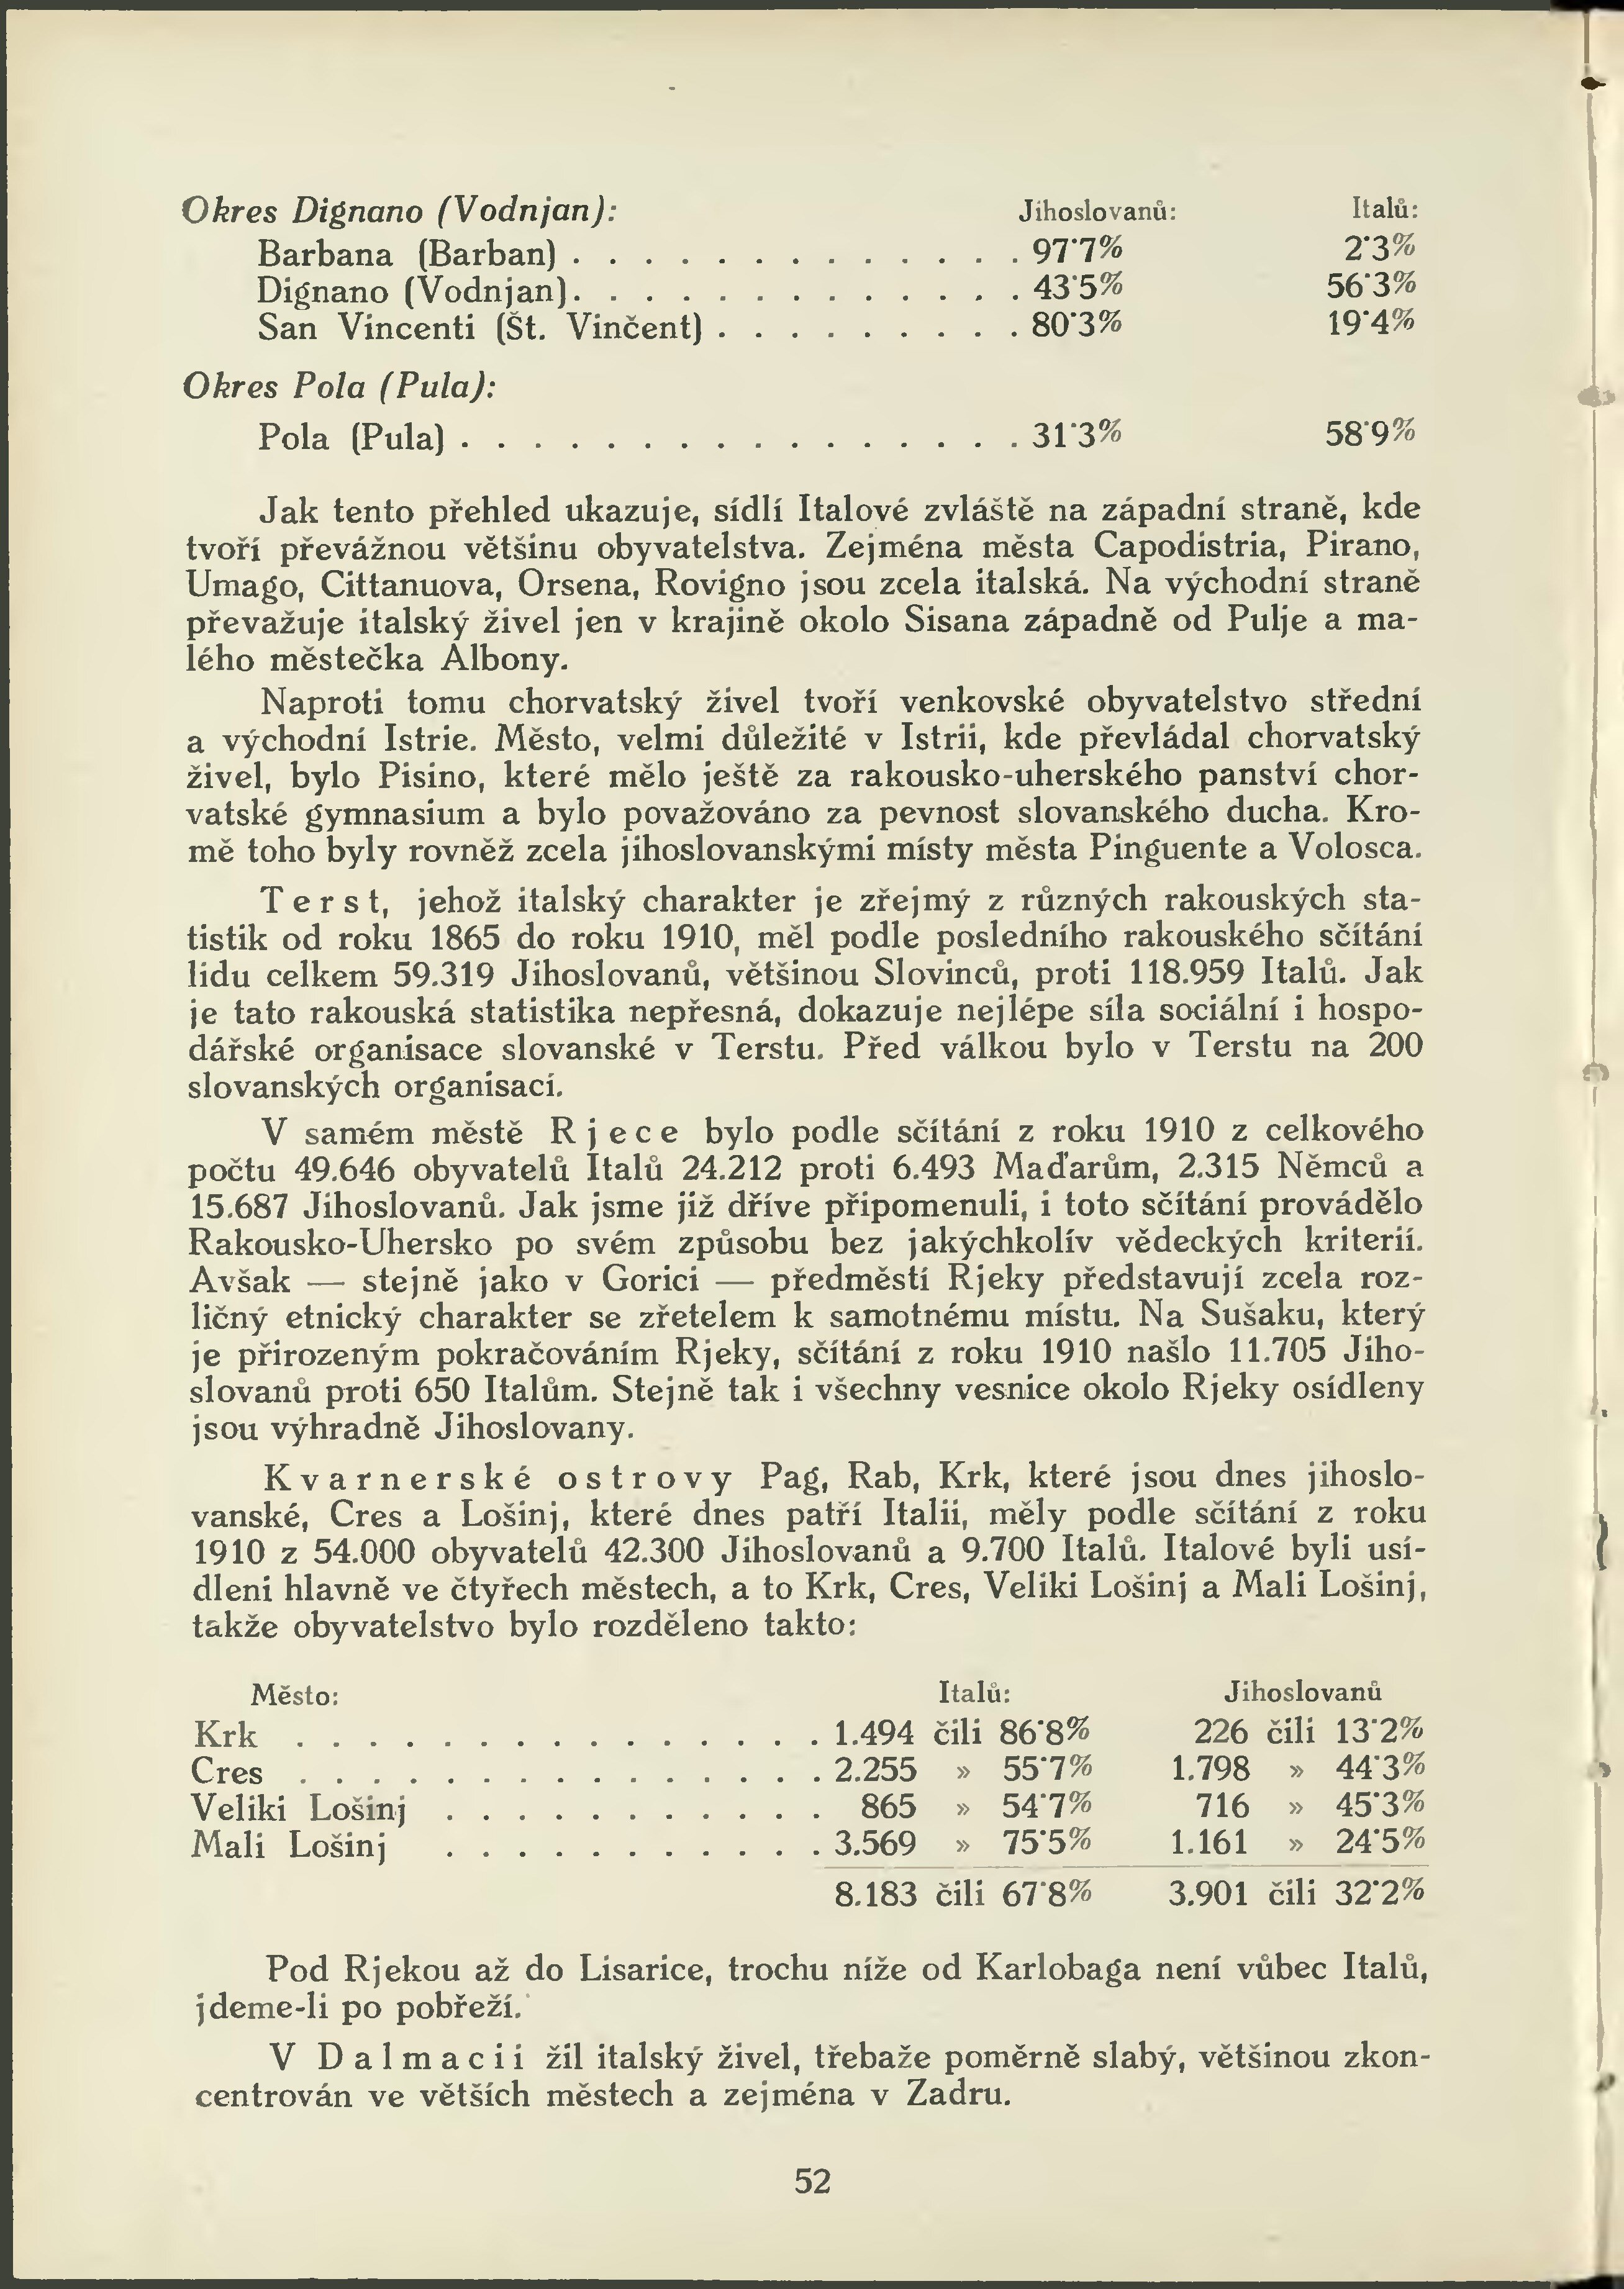 Okres Dignano (Vodnjan): Jihoslovanů: Italů:
Barbana (Barban) . . . . . . . . . . . . . 97·7% 2·3%
Dignano (Vodnjan) . . . . . . . . . . . . . 43·5% 56·3%
San Vincenti (Št. Vinčent) . . . . . . . . . 80·3% 19·4%
Okres Pola (Pula):
Pola (Pula) . . . . . . . . . . . . . . . . 31·3% 58·9%
Jak tento přehled ukazuje, sídlí Italové zvláště na západní straně, kde
tvoří převážnou většinu obyvatelstva. Zejména města Capodistria, Pirano,
Umago, Cittanuova, Orsena, Rovigno jsou zcela italská. Na východní straně
převažuje italský živel jen v krajině okolo Sisana západně od Pulje a ma-
lého městečka Albony.
Naproti tomu chorvatský živel tvoří venkovské obyvatelstvo střední
a východní Istrie. Město, velmi důležité v Istrii, kde převládal chorvatský
živel, bylo Pisino, které mělo ještě za rakousko-uherského panství chor-
vatské gymnasium a bylo považováno za pevnost slovanského ducha. Kro-
mě toho byly rovněž zcela jihoslovanskými místy města Pinguente a Volosca.
Terst, jehož italský charakter je zřejmý z různých rakouských sta-
tistik od roku 1865 do roku 1910, měl podle posledního rakouského sčítání
lidu celkem 59.319 Jihoslovanů, většinou Slovinců, proti 118.959 Italů. Jak
je tato rakouská statistika nepřesná, dokazuje nejlépe síla sociální i hospo-
dářské organisace slovanské v Terstu. Před válkou bylo v Terstu na 200
slovanských organisací.
V samém městě Rjece bylo podle sčítání z roku 1910 z celkového
počtu 49.646 obyvatelů Italů 24.212 proti 6.493 Maďarům, 2.315 Němců a
15.687 Jihoslovanů. Jak jsme již dříve připomenuli, i toto sčítání provádělo
Rakousko-Uhersko po svém způsobu bez jakýchkolív vědeckých kriterií.
Avšak — stejně jako v Gorici — předměstí Rjeky představují zcela roz-
ličný etnický charakter se zřetelem k samotnému místu. Na Sušaku, který
je přirozeným pokračováním Rjeky, sčítání z roku 1910 našlo 11.705 Jiho-
slovanů proti 650 Italům. Stejně tak i všechny vesnice okolo Rjeky osídleny
jsou výhradně Jihoslovany.
Kvarnerské ostrovy Pag, Rab, Krk, které jsou dnes jihoslo-
vanské, Cres a Lošinj, které dnes patří Italii, měly podle sčítání z roku
1910 z 54.000 obyvatelů 42.300 Jihoslovanů a 9.700 Italů. Italové byli usí-
dleni hlavně ve čtyřech městech, a to Krk, Cres, Veliki Lošinj a Mali Lošinj,
takže obyvatelstvo bylo rozděleno takto:
Město: Italů: Jihoslovanů
Krk . . . . . . . . . . . . . . . 1.494 čili 86·8% 226 čili 13·2%
Cres . . . . . . . . . . . . . . . 2.255 » 55·7% 1.798 » 44·3%
Veliki Lošinj . . . . . . . . . . . 865 » 54·7% 716 » 45·3%
Mali Lošinj . . . . . . . . . . . 3.569 » 75·5% 1.161 » 24·5%
8.183 čili 67·8% 3.901 čili 32·2%
Pod Rjekou až do Lisarice, trochu níže od Karlobaga není vůbec Italů,
jdeme-li po pobřeží.
V Dalmacii žil italský živel, třebaže poměrně slabý, většinou zkon-
centrován ve větších městech a zejména v Zadru.
52